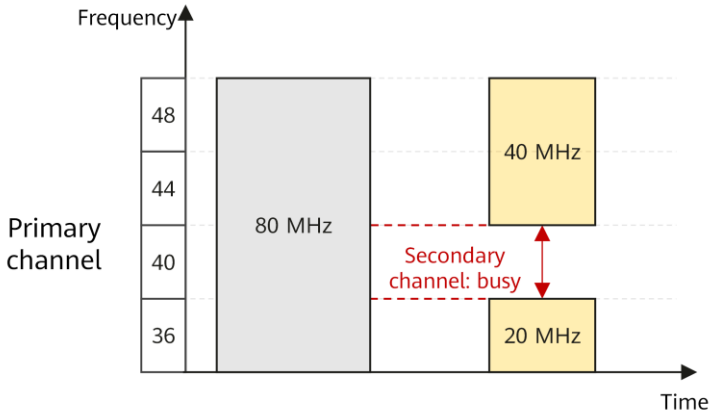 Frequency
48
44
Primary
channel
40
36
80 MHz
40 MHz
Secondary
channel: busy
20 MHz
Time